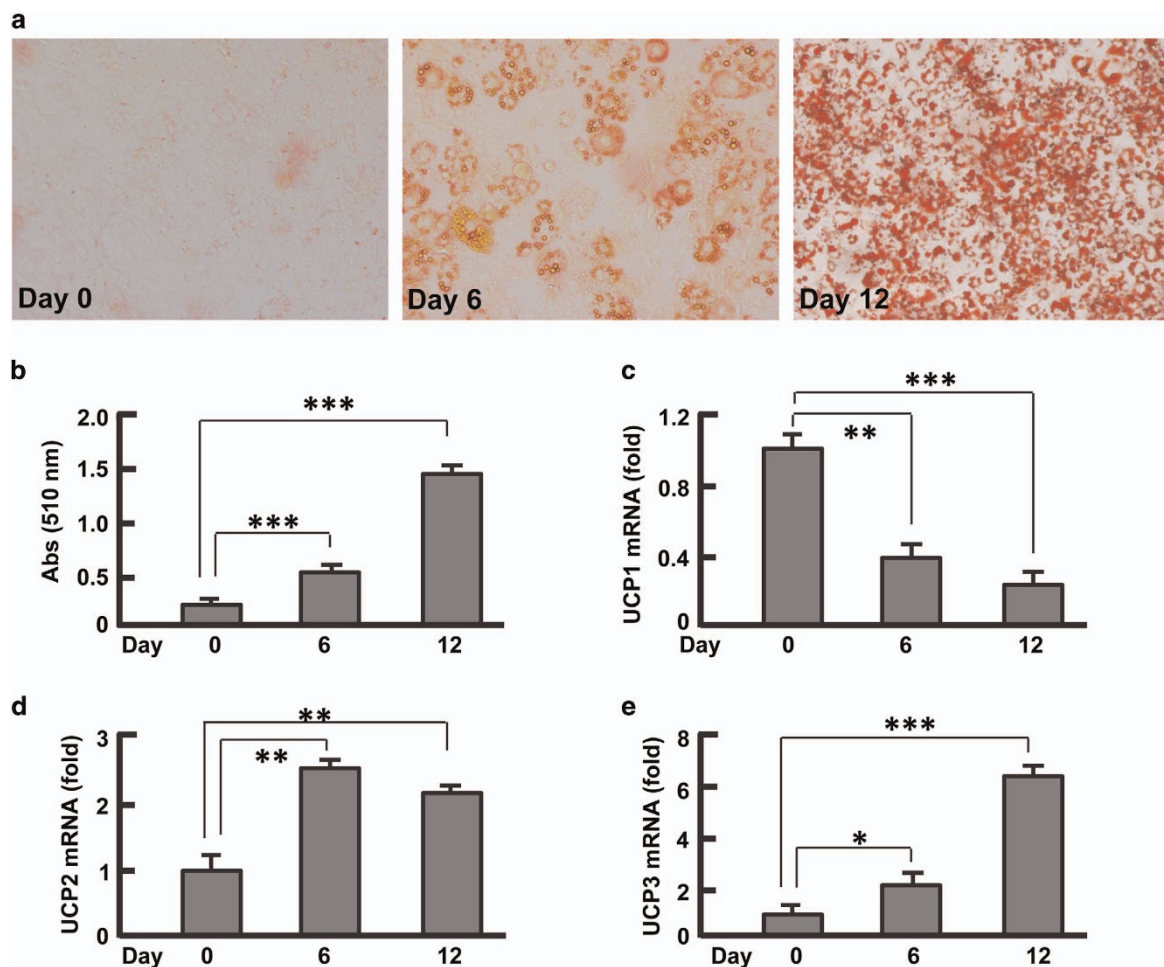 a
Day 0
Day 6
Day 12
b
Abs (510 nm)
2.0
1.5
1.0
0.5
0
***
***
Day 0 6 12
c
UCP1 mRNA (fold)
1.2
0.8
0.4
0
***
**
Day 0 6 12
d
UCP2 mRNA (fold)
3
2
1
0
**
**
Day 0 6 12
e
UCP3 mRNA (fold)
8
6
4
2
0
***
*
Day 0 6 12